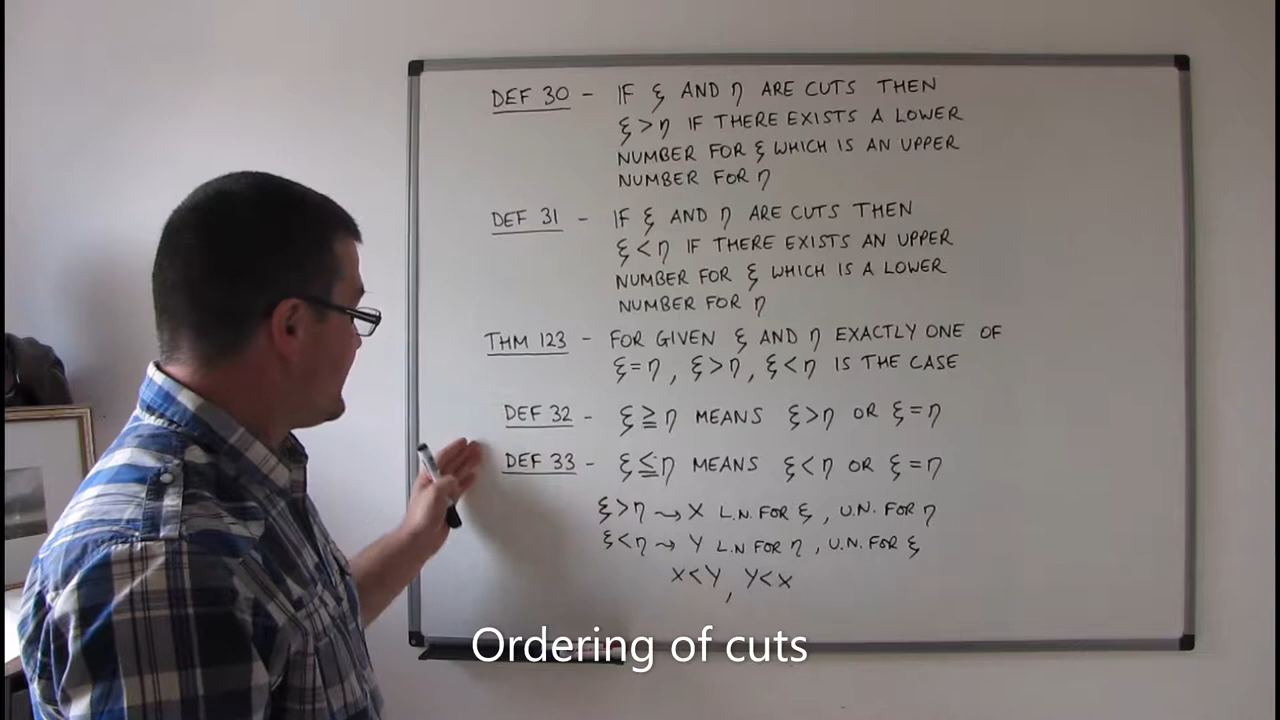 DEF 30 - IF ξ AND η ARE CUTS THEN
ξ > η IF THERE EXISTS A LOWER
NUMBER FOR ξ WHICH IS AN UPPER
NUMBER FOR η
DEF 31 - IF ξ AND η ARE CUTS THEN
ξ < η IF THERE EXISTS AN UPPER
NUMBER FOR ξ WHICH IS A LOWER
NUMBER FOR η
THM 123 - FOR GIVEN ξ AND η EXACTLY ONE OF
ξ = η, ξ > η, ξ < η IS THE CASE
DEF 32 - ξ ≧ η MEANS ξ > η OR ξ = η
DEF 33 - ξ ≦ η MEANS ξ < η OR ξ = η
ξ > η → X L.N. FOR ξ, U.N. FOR η
ξ < η → Y L.N FOR η, U.N. FOR ξ
X < Y, Y < X
Ordering of cuts